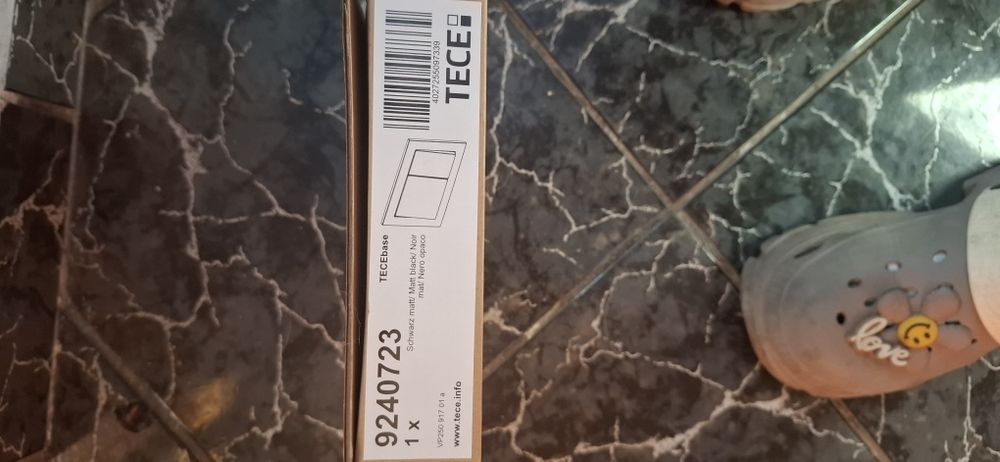 9240723
1 x
TECEbase
Schwarz matt/ Matt black/ Noir
mat/ Nero opaco
VP250 917 01 a
www.tece.info
4027255097339
TECE
love